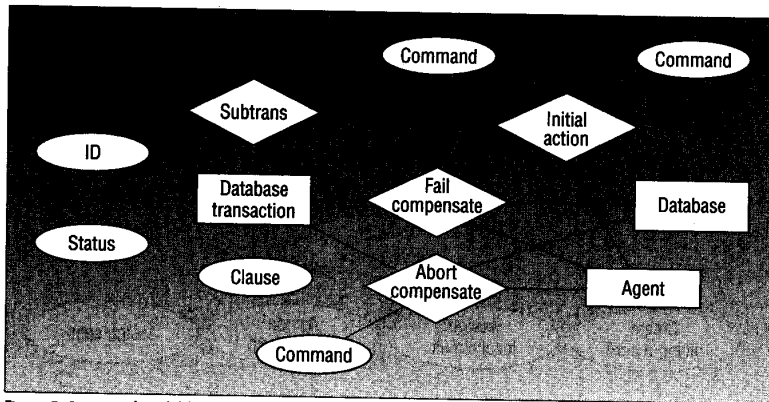 Command
Command
Subtrans
Initial
action
ID
Database
transaction
Fail
compensate
Database
Status
Clause
Abort
compensate
Agent
Command